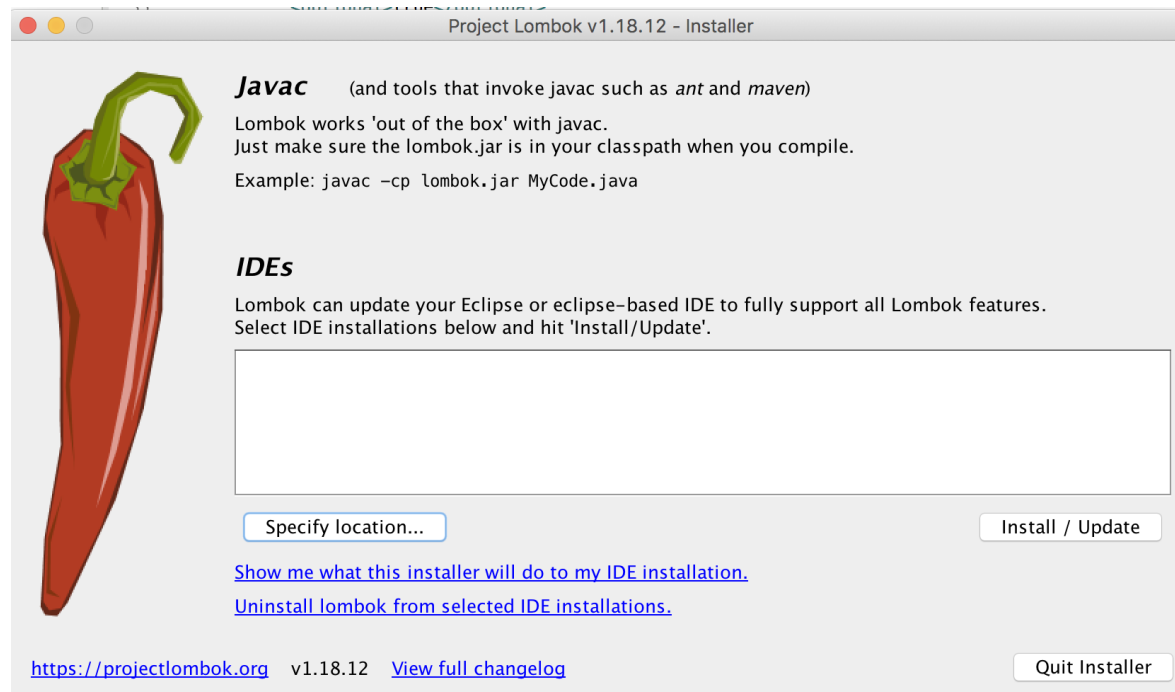 Project Lombok v1.18.12 - Installer
Javac (and tools that invoke javac such as ant and maven)
Lombok works 'out of the box' with javac.
Just make sure the lombok.jar is in your classpath when you compile.
Example: javac -cp lombok.jar MyCode.java
IDEs
Lombok can update your Eclipse or eclipse-based IDE to fully support all Lombok features.
Select IDE installations below and hit 'Install/Update'.
Specify location... Install / Update
Show me what this installer will do to my IDE installation.
Uninstall lombok from selected IDE installations.
https://projectlombok.org v1.18.12 View full changelog Quit Installer